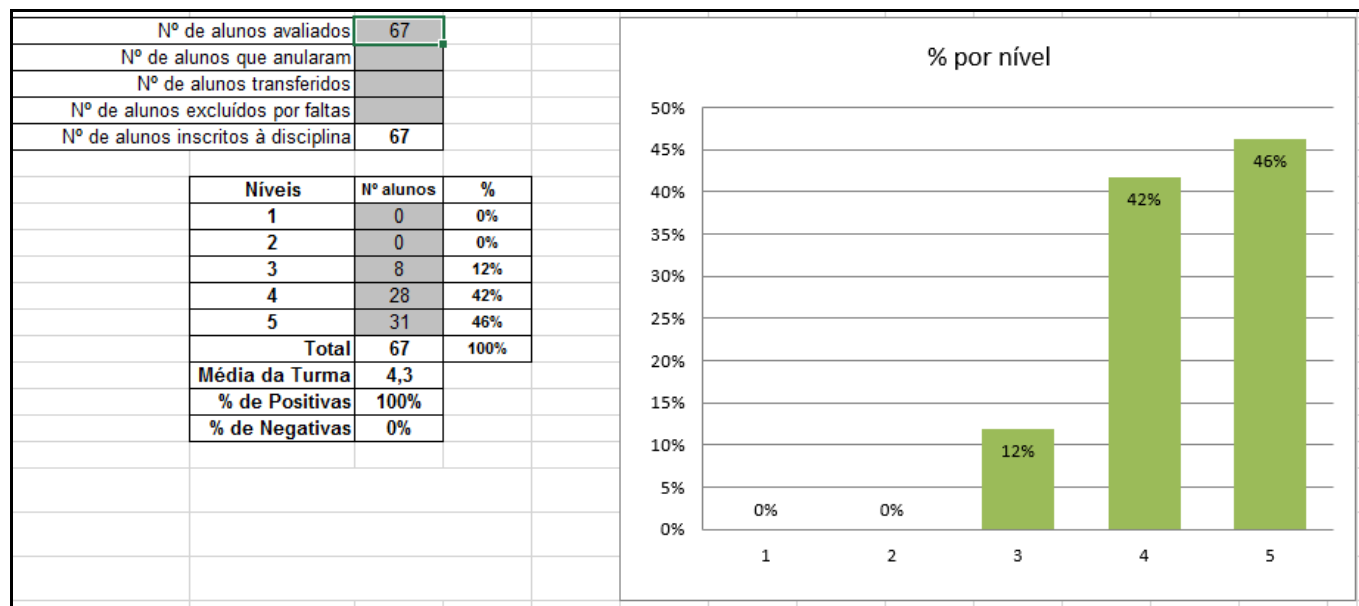 Nº de alunos avaliados 67
Nº de alunos que anularam
Nº de alunos transferidos
Nº de alunos excluídos por faltas
Nº de alunos inscritos à disciplina 67
Níveis Nº alunos %
1 0 0%
2 0 0%
3 8 12%
4 28 42%
5 31 46%
Total 67 100%
Média da Turma 4,3
% de Positivas 100%
% de Negativas 0%
% por nível
50%
45%
40%
35%
30%
25%
20%
15%
10%
5%
0%
0% 0% 12% 42% 46%
1 2 3 4 5